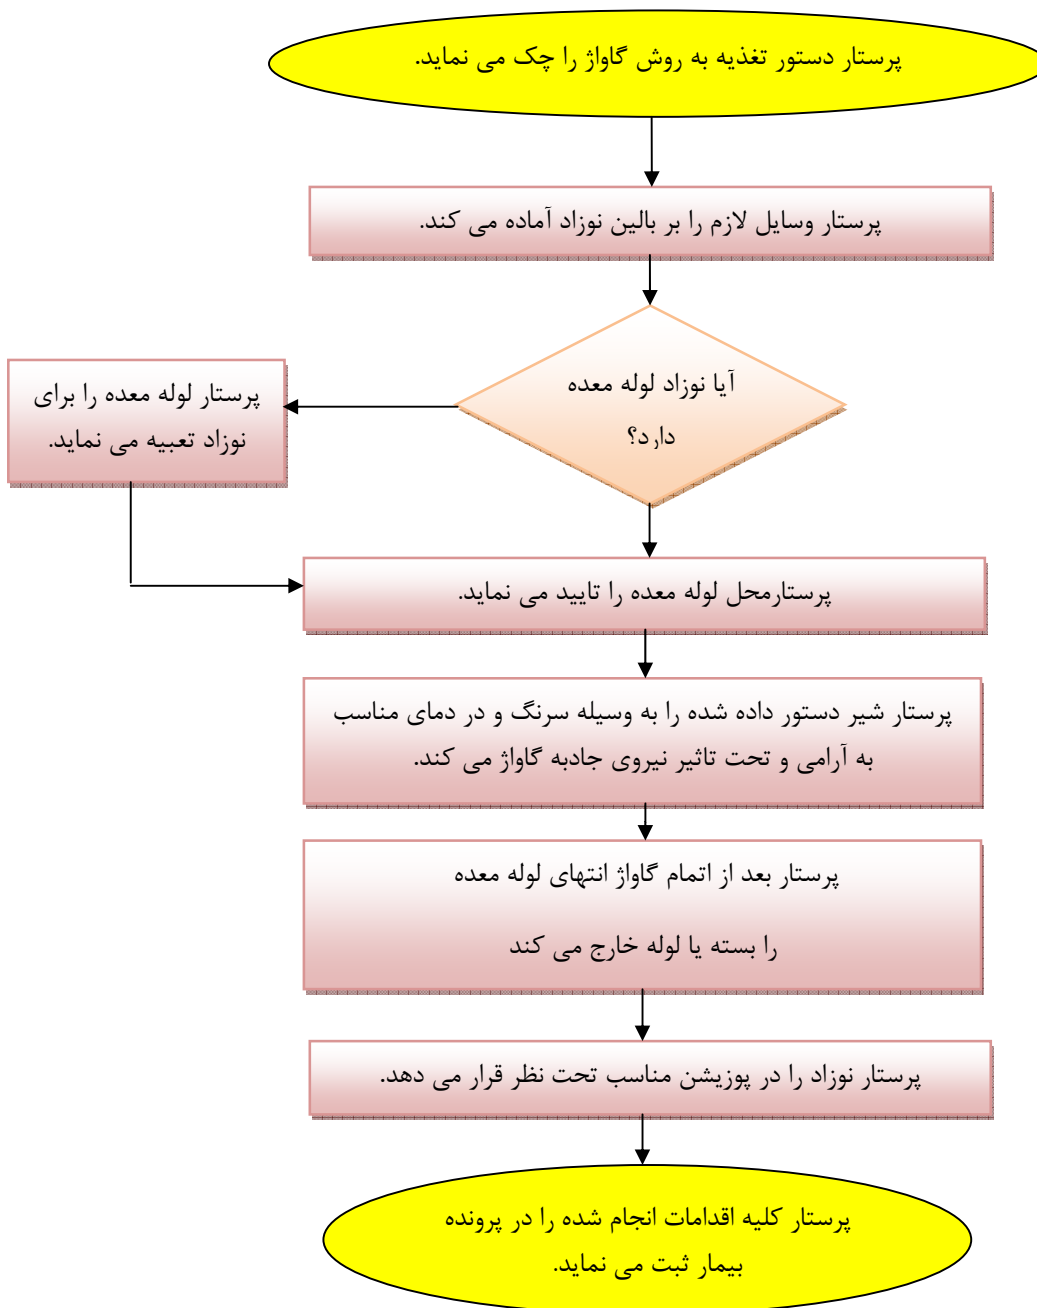 پرستار دستور تغذیه به روش گاواژ را چک می نماید.
پرستار وسایل لازم را بر بالین نوزاد آماده می کند.
آیا نوزاد لوله معده
دارد؟
پرستار لوله معده را برای
نوزاد تعبیه می نماید.
پرستارمحل لوله معده را تایید می نماید.
پرستار شیر دستور داده شده را به وسیله سرنگ و در دمای مناسب
به آرامی و تحت تاثیر نیروی جادبه گاواژ می کند.
پرستار بعد از اتمام گاواژ انتهای لوله معده
را بسته یا لوله خارج می کند
پرستار نوزاد را در پوزیشن مناسب تحت نظر قرار می دهد.
پرستار کلیه اقدامات انجام شده را در پرونده
بیمار ثبت می نماید.